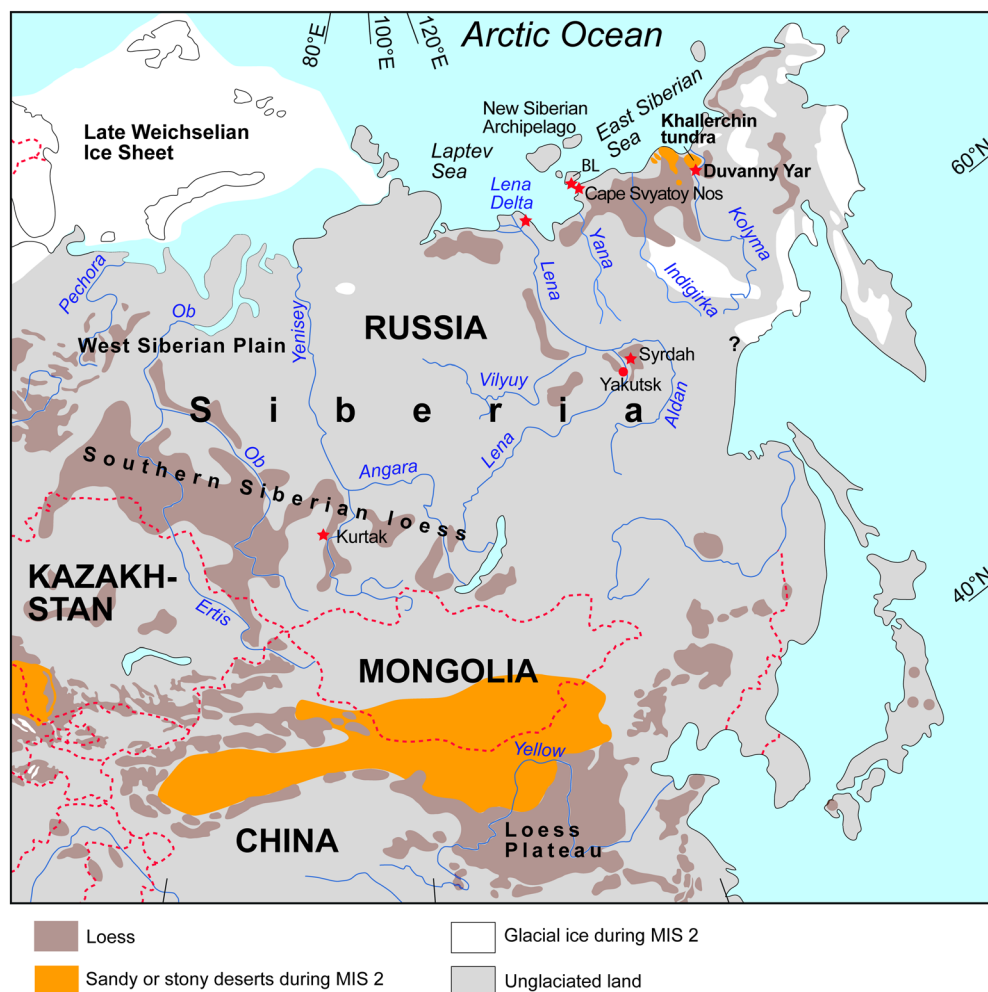 80°E
100°E
120°E
Arctic Ocean
Late Weichselian
Ice Sheet
New Siberian
Archipelago
East Siberian
Sea
Khallerchin
tundra
60°N
Laptev
Sea
BL
Duvanny Yar
Cape Svyatoy Nos
Lena
Delta
Pechora
Ob
Yenisey
Lena
Yana
Indigirka
Kolyma
RUSSIA
West Siberian Plain
?
Syrdah
Vilyuy
Yakutsk
Siberia
Aldan
Ob
Lena
Angara
Southern Siberian loess
Kurtak
KAZAKH-
STAN
40°N
Ertis
MONGOLIA
Yellow
CHINA
Loess
Plateau
Loess
Glacial ice during MIS 2
Sandy or stony deserts during MIS 2
Unglaciated land